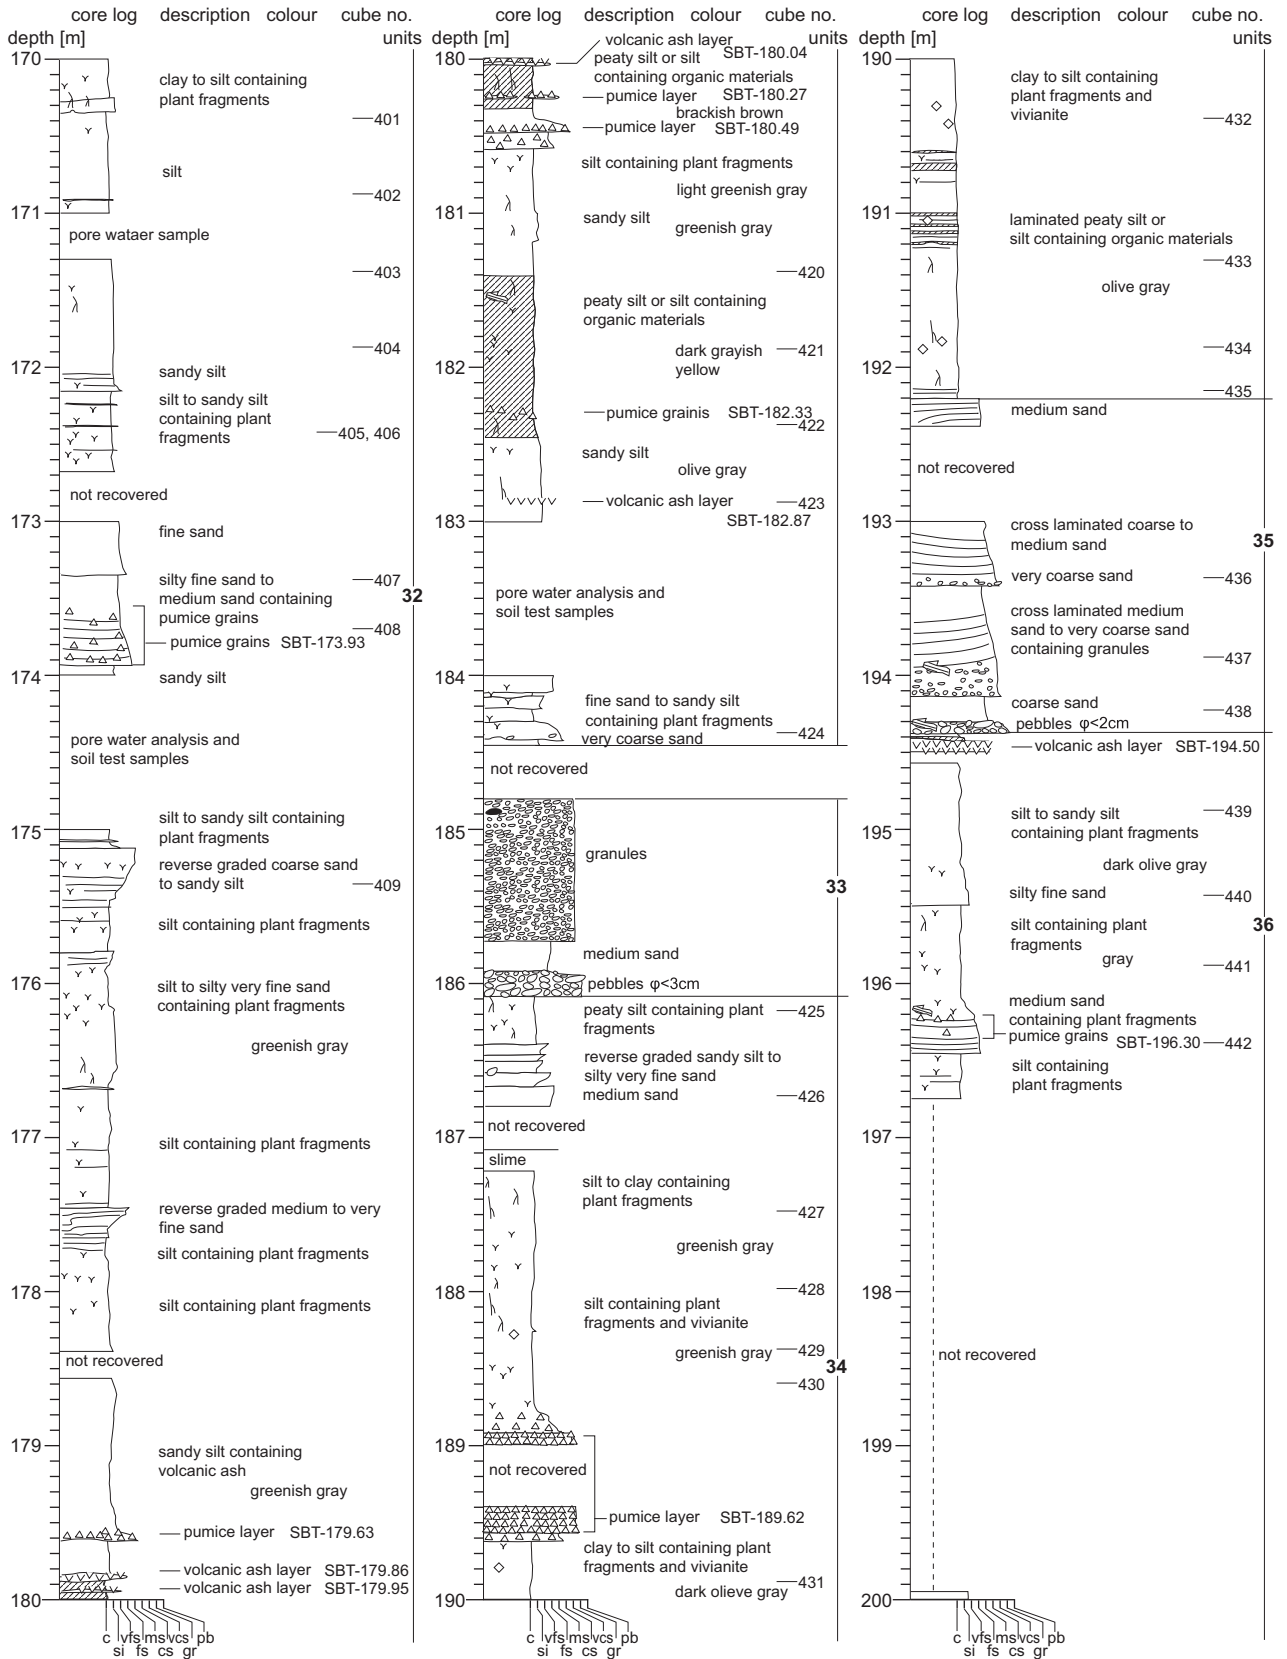 core log description colour cube no.
depth [m] units
170
clay to silt containing
plant fragments
401
silt
402
171
pore wataer sample
403
404
172
sandy silt
silt to sandy silt
containing plant
fragments
405, 406
not recovered
173
fine sand
silty fine sand to
medium sand containing
pumice grains
407
32
408
pumice grains SBT-173.93
174
sandy silt
pore water analysis and
soil test samples
175
silt to sandy silt containing
plant fragments
reverse graded coarse sand
to sandy silt
409
silt containing plant fragments
176
silt to silty very fine sand
containing plant fragments
greenish gray
177
silt containing plant fragments
reverse graded medium to very
fine sand
silt containing plant fragments
178
silt containing plant fragments
not recovered
179
sandy silt containing
volcanic ash
greenish gray
pumice layer SBT-179.63
volcanic ash layer SBT-179.86
volcanic ash layer SBT-179.95
180
c vfs ms vcs pb
si fs cs gr
core log description colour cube no.
depth [m] units
180
volcanic ash layer
SBT-180.04
peaty silt or silt
containing organic materials
pumice layer SBT-180.27
brackish brown
pumice layer SBT-180.49
silt containing plant fragments
light greenish gray
181
sandy silt
greenish gray
420
peaty silt or silt containing
organic materials
dark grayish
yellow
421
182
pumice grainis SBT-182.33
422
sandy silt
olive gray
volcanic ash layer 423
SBT-182.87
183
pore water analysis and
soil test samples
184
fine sand to sandy silt
containing plant fragments
very coarse sand
424
not recovered
185
granules
33
medium sand
186
pebbles φ<3cm
peaty silt containing plant
fragments
425
reverse graded sandy silt to
silty very fine sand
medium sand
426
not recovered
187
slime
silt to clay containing
plant fragments
427
greenish gray
188
428
silt containing plant
fragments and vivianite
greenish gray
429
34
430
189
not recovered
pumice layer SBT-189.62
clay to silt containing plant
fragments and vivianite
431
dark olieve gray
190
c vfs ms vcs pb
si fs cs gr
core log description colour cube no.
depth [m] units
190
clay to silt containing
plant fragments and
vivianite
432
191
laminated peaty silt or
silt containing organic materials
433
olive gray
434
192
435
medium sand
not recovered
193
cross laminated coarse to
medium sand
35
very coarse sand
436
cross laminated medium
sand to very coarse sand
containing granules
437
194
coarse sand
438
pebbles φ<2cm
volcanic ash layer SBT-194.50
439
195
silt to sandy silt
containing plant fragments
dark olive gray
silty fine sand
440
silt containing plant
fragments
36
gray
441
196
medium sand
containing plant fragments
pumice grains SBT-196.30
442
silt containing
plant fragments
197
198
not recovered
199
200
c vfs ms vcs pb
si fs cs gr